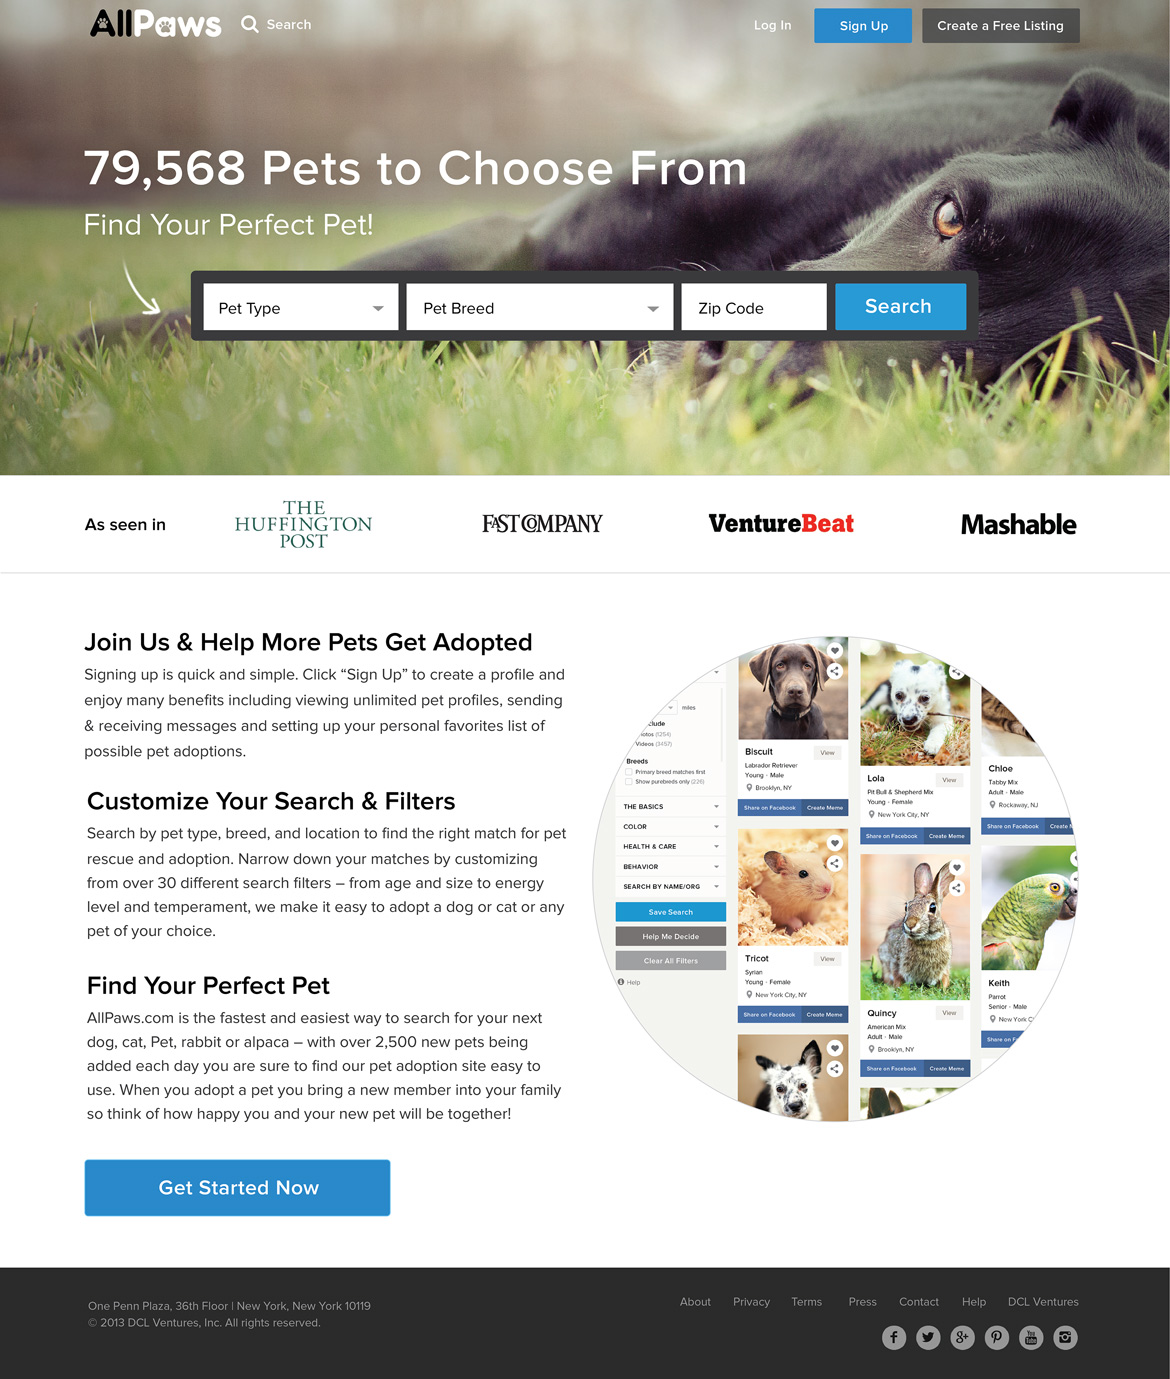 AllPaws
Search
Log In
Sign Up
Create a Free Listing
79,568 Pets to Choose From
Find Your Perfect Pet!
Pet Type
Pet Breed
Zip Code
Search
As seen in
THE
HUFFINGTON
POST
FAST COMPANY
VentureBeat
Mashable
Join Us & Help More Pets Get Adopted
Signing up is quick and simple. Click “Sign Up” to create a profile and
enjoy many benefits including viewing unlimited pet profiles, sending
& receiving messages and setting up your personal favorites list of
possible pet adoptions.
Customize Your Search & Filters
Search by pet type, breed, and location to find the right match for pet
rescue and adoption. Narrow down your matches by customizing
from over 30 different search filters – from age and size to energy
level and temperament, we make it easy to adopt a dog or cat or any
pet of your choice.
Find Your Perfect Pet
AllPaws.com is the fastest and easiest way to search for your next
dog, cat, Pet, rabbit or alpaca – with over 2,500 new pets being
added each day you are sure to find our pet adoption site easy to
use. When you adopt a pet you bring a new member into your family
so think of how happy you and your new pet will be together!
Get Started Now
miles
clude
hotos (1254)
Videos (3457)
Breeds
Primary breed matches first
Show purebreds only (226)
THE BASICS
COLOR
HEALTH & CARE
BEHAVIOR
SEARCH BY NAME/ORG
Save Search
Help Me Decide
Clear All Filters
Help
Biscuit
View
Labrador Retriever
Young · Male
Brooklyn, NY
Share on Facebook
Create Meme
Tricot
View
Syrian
Young · Female
New York City, NY
Share on Facebook
Create Meme
Lola
View
Pit Bull & Shepherd Mix
Young · Female
New York City, NY
Share on Facebook
Create Meme
Quincy
View
American Mix
Adult · Male
Brooklyn, NY
Share on Facebook
Create Meme
Chloe
Tabby Mix
Adult · Male
Rockaway, NJ
Share on Facebook
Create
Keith
Parrot
Senior · Male
New York C
Share on F
One Penn Plaza, 36th Floor | New York, New York 10119
© 2013 DCL Ventures, Inc. All rights reserved.
About
Privacy
Terms
Press
Contact
Help
DCL Ventures
You
Tube